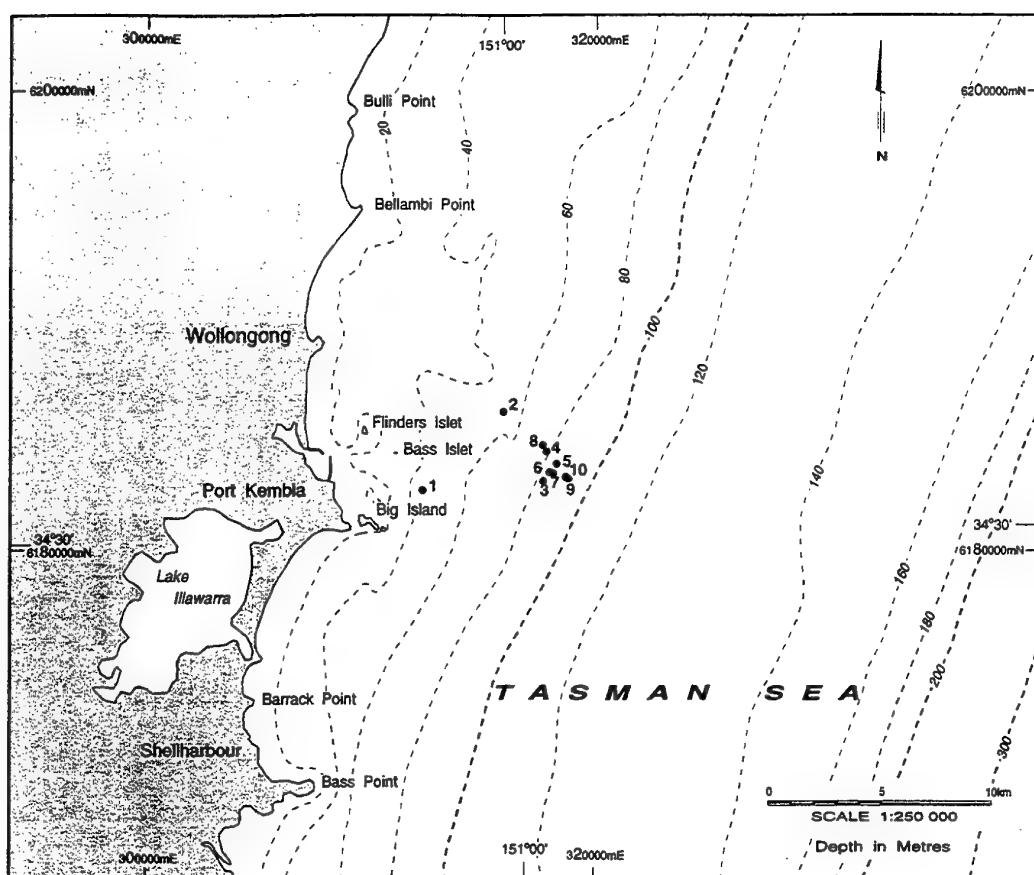 300000mE
151°00'
320000mE
6200000mN
6200000mN
Bulli Point
20
40
N
Bellambi Point
60
80
100
Wollongong
120
2
Flinders Islet
8
4
Bass Islet
5
6
10
140
Port Kembla
1
3
7
9
Big Island
34°30'
34°30'
6180000mN
6180000mN
Lake
Illawarra
160
180
200
TASMAN SEA
Barrack Point
Shellharbour
300
Bass Point
0
5
10km
SCALE 1:250 000
Depth in Metres
300000mE
151°00'
320000mE